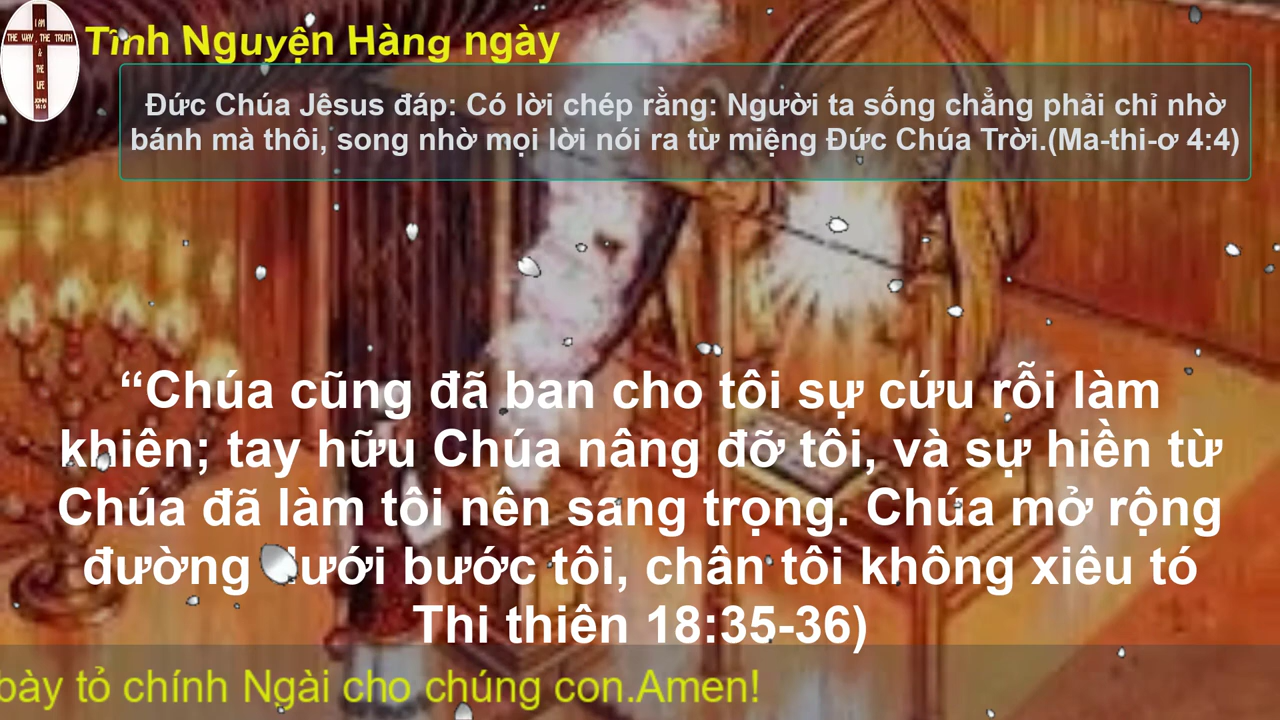 I AM
THE WAY, THE TRUTH
&
THE
LIFE
JOHN
14:6
Tĩnh Nguyện Hàng ngày
Đức Chúa Jêsus đáp: Có lời chép rằng: Người ta sống chẳng phải chỉ nhờ
bánh mà thôi, song nhờ mọi lời nói ra từ miệng Đức Chúa Trời.(Ma-thi-ơ 4:4)
“Chúa cũng đã ban cho tôi sự cứu rỗi làm
khiên; tay hữu Chúa nâng đỡ tôi, và sự hiền từ
Chúa đã làm tôi nên sang trọng. Chúa mở rộng
đường dưới bước tôi, chân tôi không xiêu tó
Thi thiên 18:35-36)
bày tỏ chính Ngài cho chúng con.Amen!